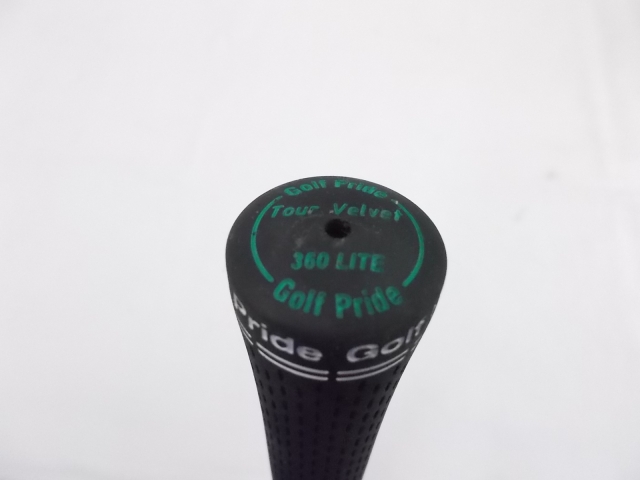 Golf Pride
Tour Velvet
360 LITE
Golf Pride
Pride Golf